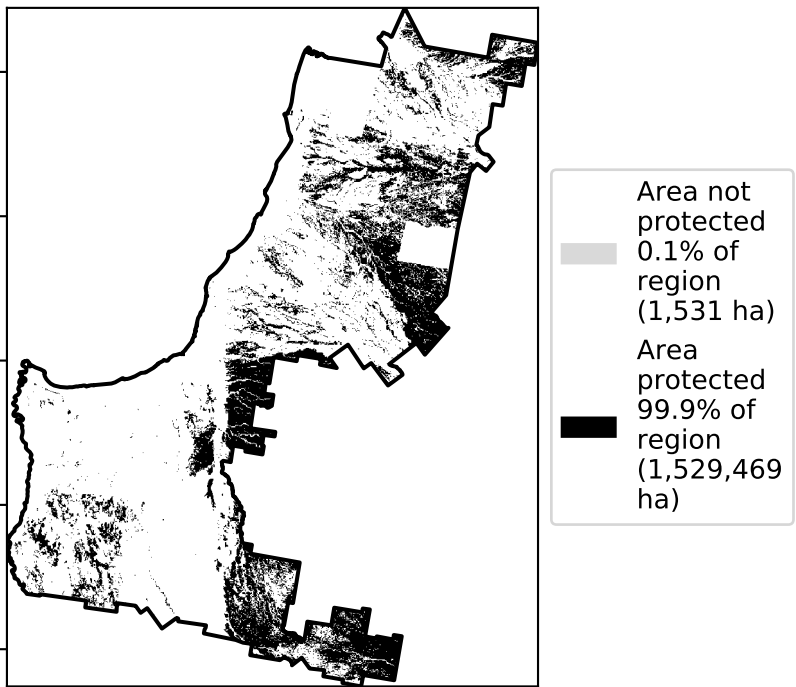 Area not
protected
0.1% of
region
(1,531 ha)
Area
protected
99.9% of
region
(1,529,469
ha)